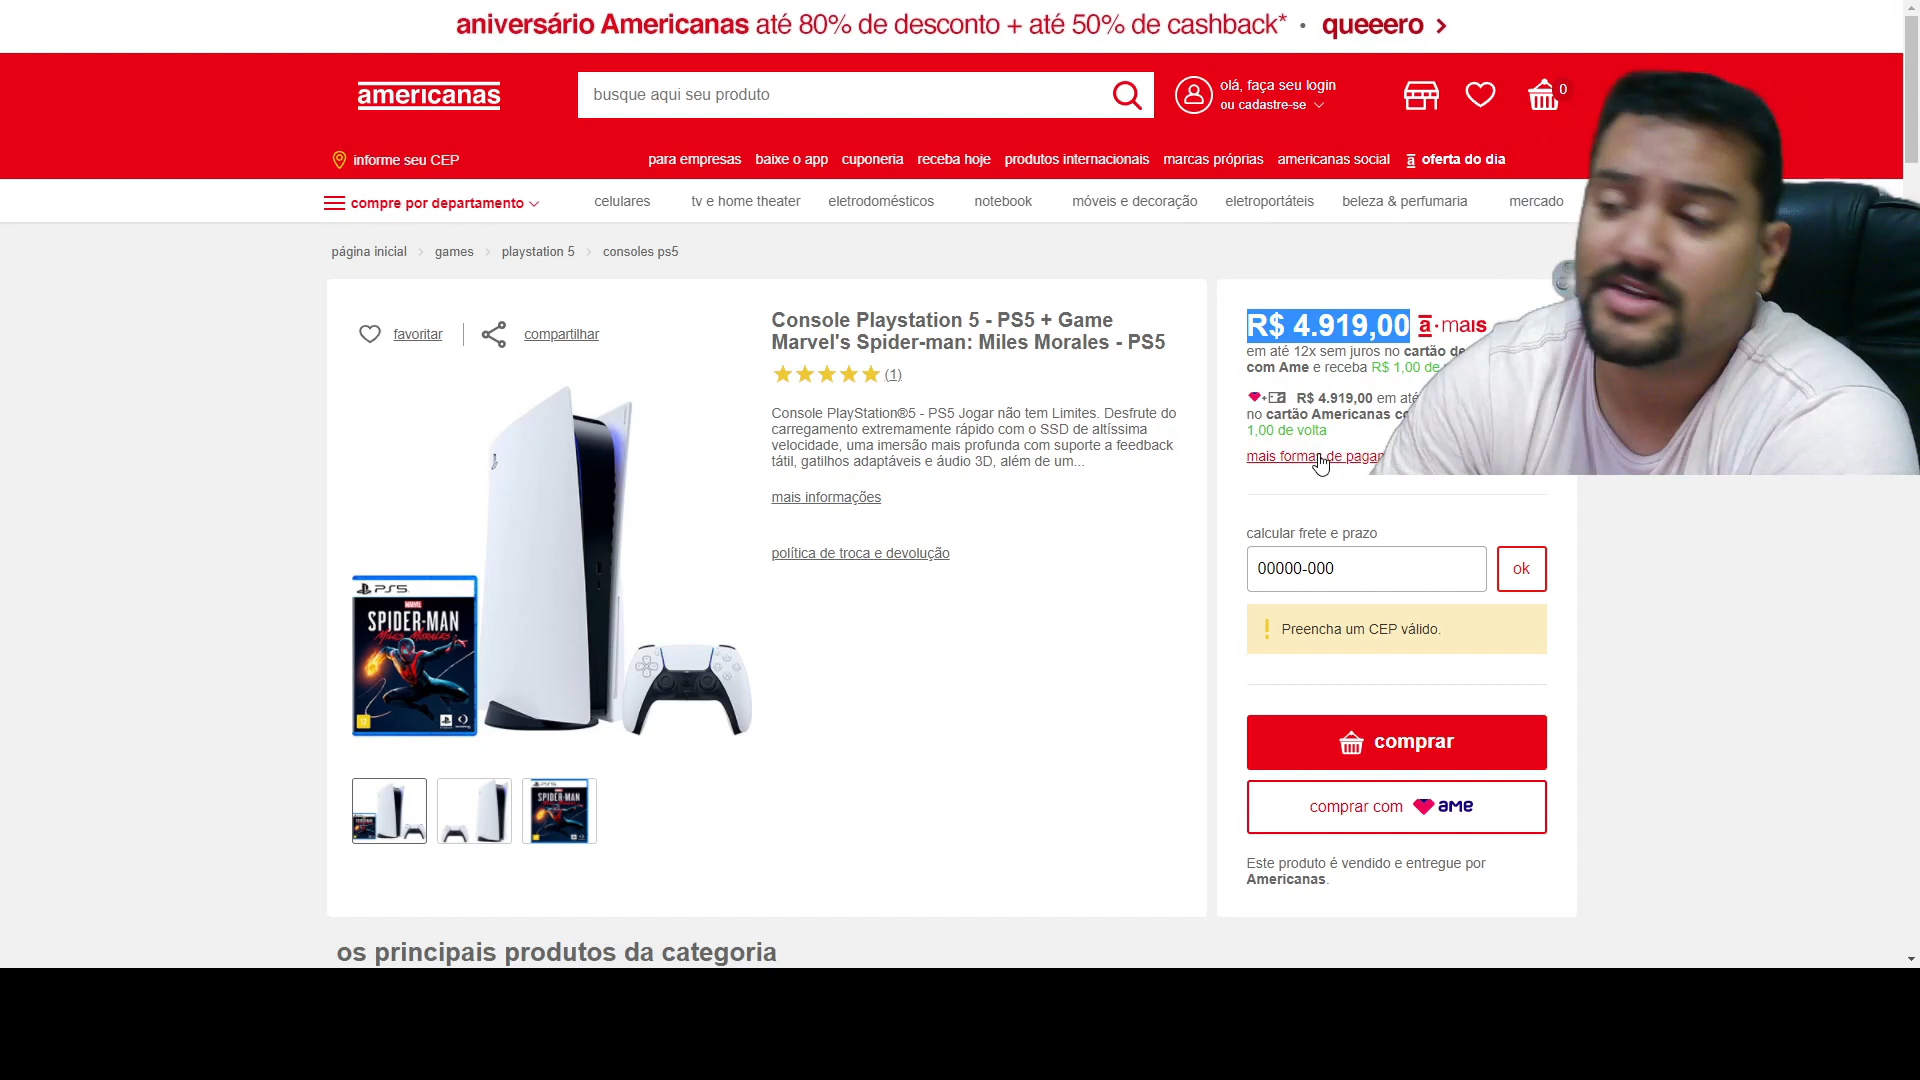 aniversário Americanas até 80% de desconto + até 50% de cashback* • queeero >
americanas
busque aqui seu produto
olá, faça seu login
ou cadastre-se
0
informe seu CEP
para empresas baixe o app cuponeria receba hoje produtos internacionais marcas próprias americanas social a oferta do dia
compre por departamento
celulares tv e home theater eletrodomésticos notebook móveis e decoração eletroportáteis beleza & perfumaria mercado
página inicial > games > playstation 5 > consoles ps5
favoritar
compartilhar
Console Playstation 5 - PS5 + Game
Marvel's Spider-man: Miles Morales - PS5
(1)
Console PlayStation®5 - PS5 Jogar não tem Limites. Desfrute do
carregamento extremamente rápido com o SSD de altíssima
velocidade, uma imersão mais profunda com suporte a feedback
tátil, gatilhos adaptáveis e áudio 3D, além de um...
mais informações
política de troca e devolução
PS5
MARVEL
SPIDER-MAN
MILES MORALES
PS5
SPIDER-MAN
R$ 4.919,00 a•mais
em até 12x sem juros no cartão de
com Ame e receba R$ 1,00 de
R$ 4.919,00 em até
no cartão Americanas
1,00 de volta
mais formas de
calcular frete e prazo
00000-000
ok
Preencha um CEP válido.
comprar
comprar com ame
Este produto é vendido e entregue por
Americanas.
os principais produtos da categoria